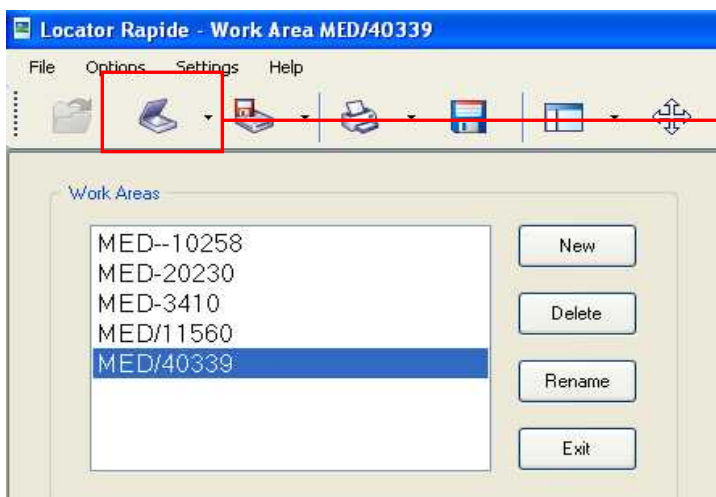 Locator Rapide - Work Area MED/40339
File Options Settings Help
Work Areas
MED--10258
MED-20230
MED-3410
MED/11560
MED/40339
New
Delete
Rename
Exit